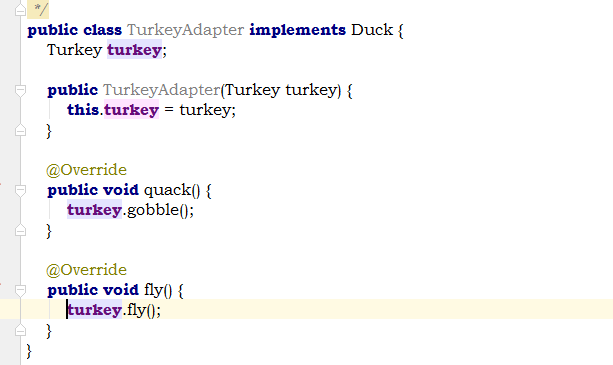 */
public class TurkeyAdapter implements Duck {
Turkey turkey;
public TurkeyAdapter(Turkey turkey) {
this.turkey = turkey;
}
@Override
public void quack() {
turkey.gobble();
}
@Override
public void fly() {
turkey.fly();
}
}